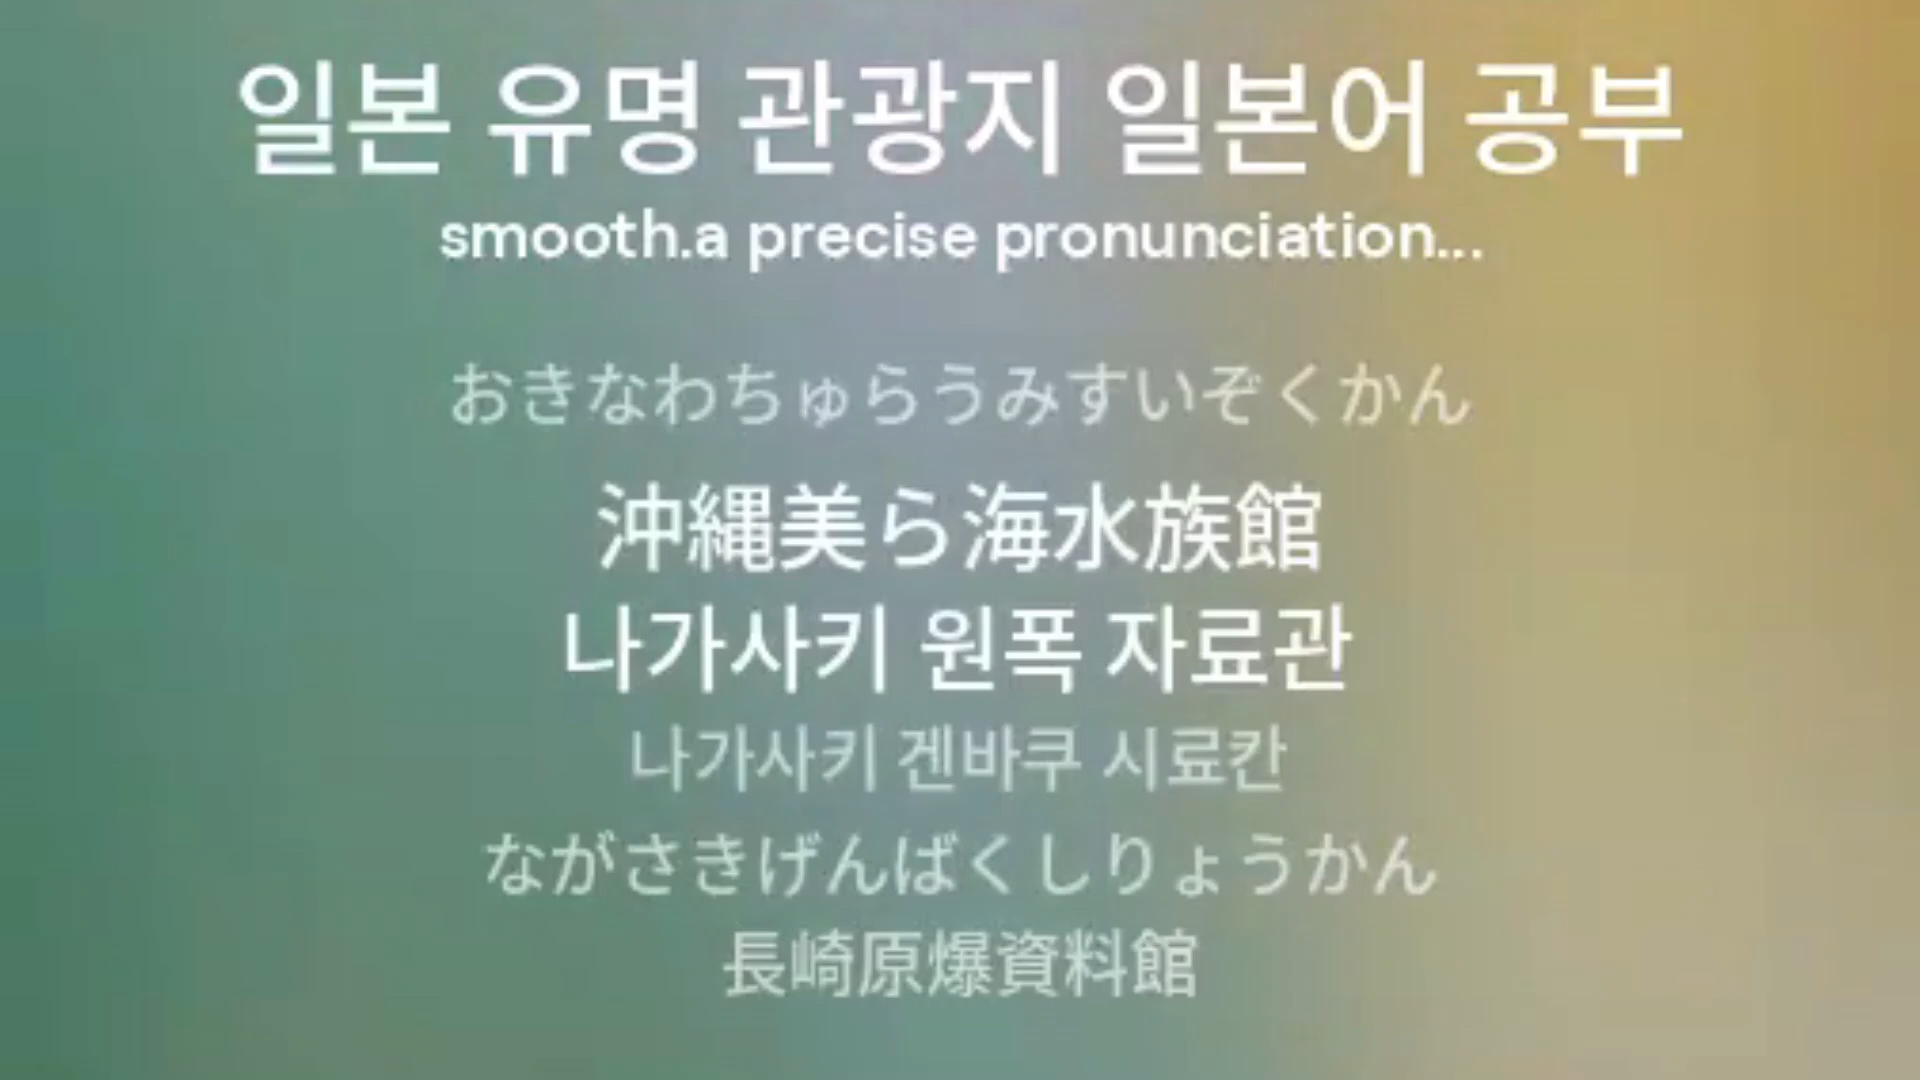 일본 유명 관광지 일본어 공부
smooth.a precise pronunciation...
おきなわちゅらうみすいぞくかん
沖縄美ら海水族館
나가사키 원폭 자료관
나가사키 겐바쿠 시료칸
ながさきげんばくしりょうかん
長崎原爆資料館